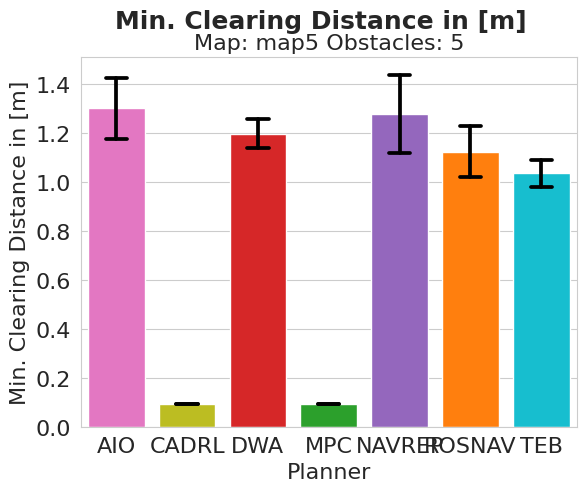 Min. Clearing Distance in [m]
Map: map5 Obstacles: 5
Min. Clearing Distance in [m]
1.4
1.2
1.0
0.8
0.6
0.4
0.2
0.0
AIO CADRL DWA MPC NAVREP ROSNAV TEB
Planner